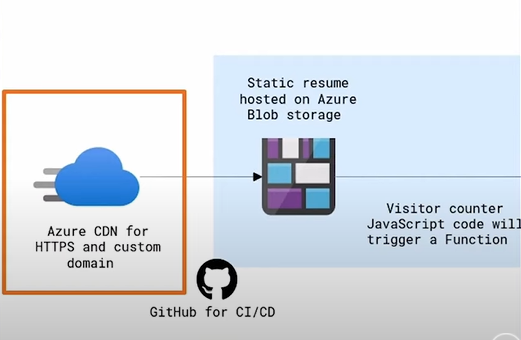 Static resume
hosted on Azure
Blob storage
Azure CDN for
HTTPS and custom
domain
Visitor counter
JavaScript code will
trigger a Function
GitHub for CI/CD